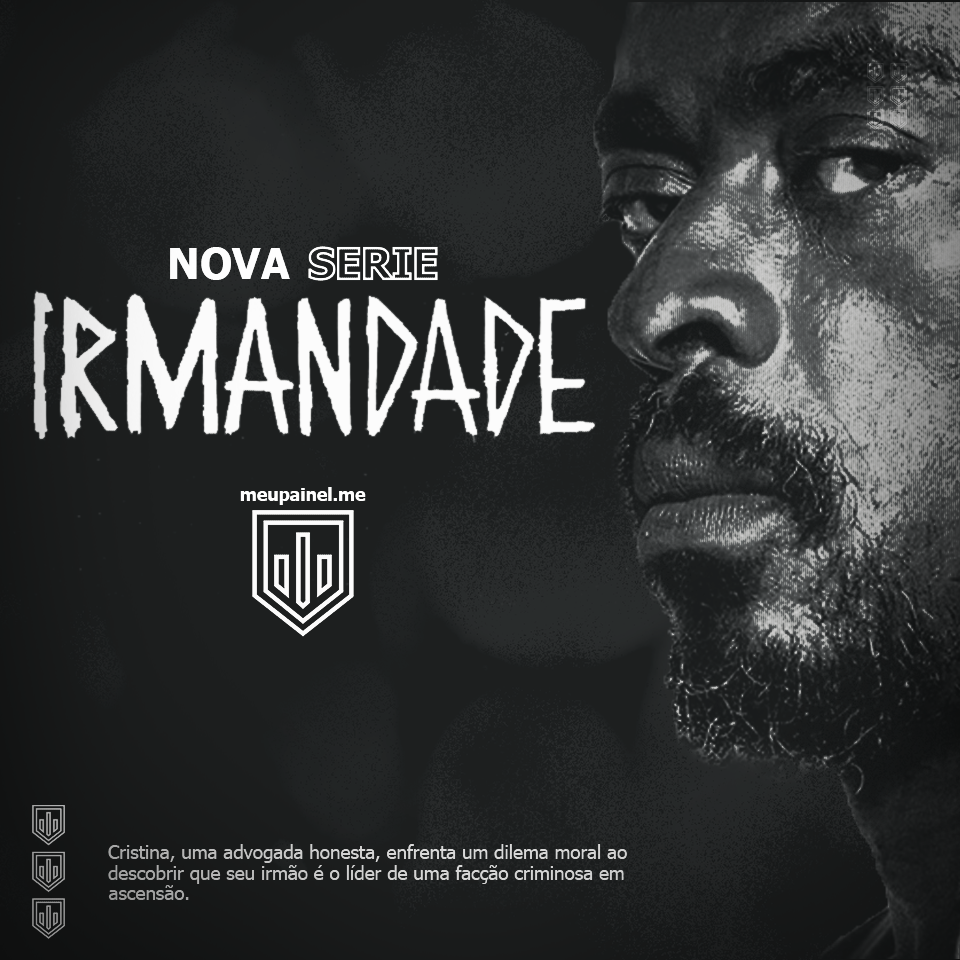 NOVA SERIE
IRMANDADE
meupainel.me
Cristina, uma advogada honesta, enfrenta um dilema moral ao
descobrir que seu irmão é o líder de uma facção criminosa em
ascensão.